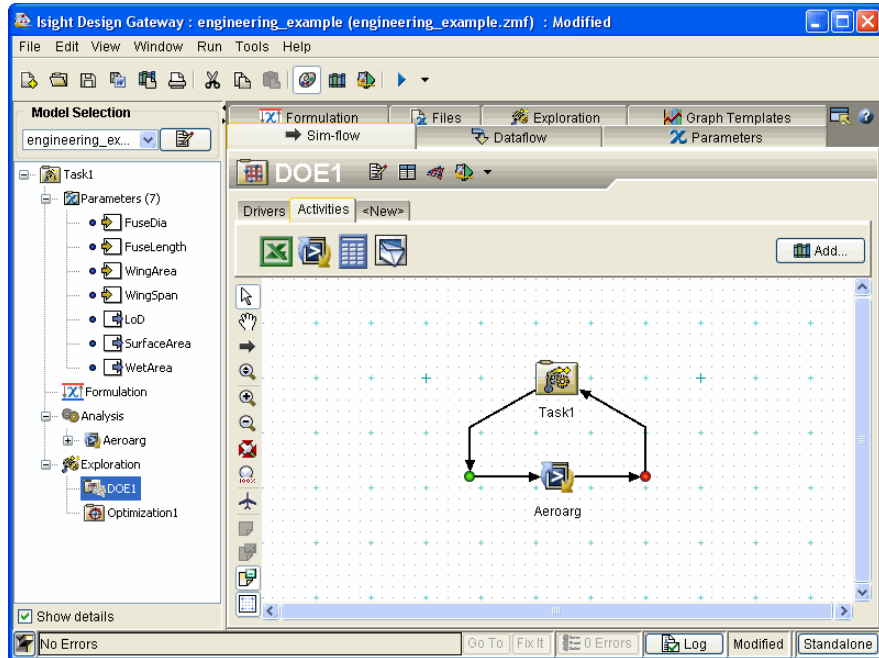 Isight Design Gateway : engineering_example (engineering_example.zmf) : Modified
File Edit View Window Run Tools Help
Model Selection
engineering_ex...
Task1
Parameters (7)
FuseDia
FuseLength
WingArea
WingSpan
LoD
SurfaceArea
WetArea
Formulation
Analysis
Aeroarg
Exploration
DOE1
Optimization1
Show details
Formulation Files Exploration Graph Templates
Sim-flow Dataflow Parameters
DOE1
Drivers Activities <New>
Add...
100%
Task1
Aeroarg
No Errors Go To Fix It 0 Errors Log Modified Standalone